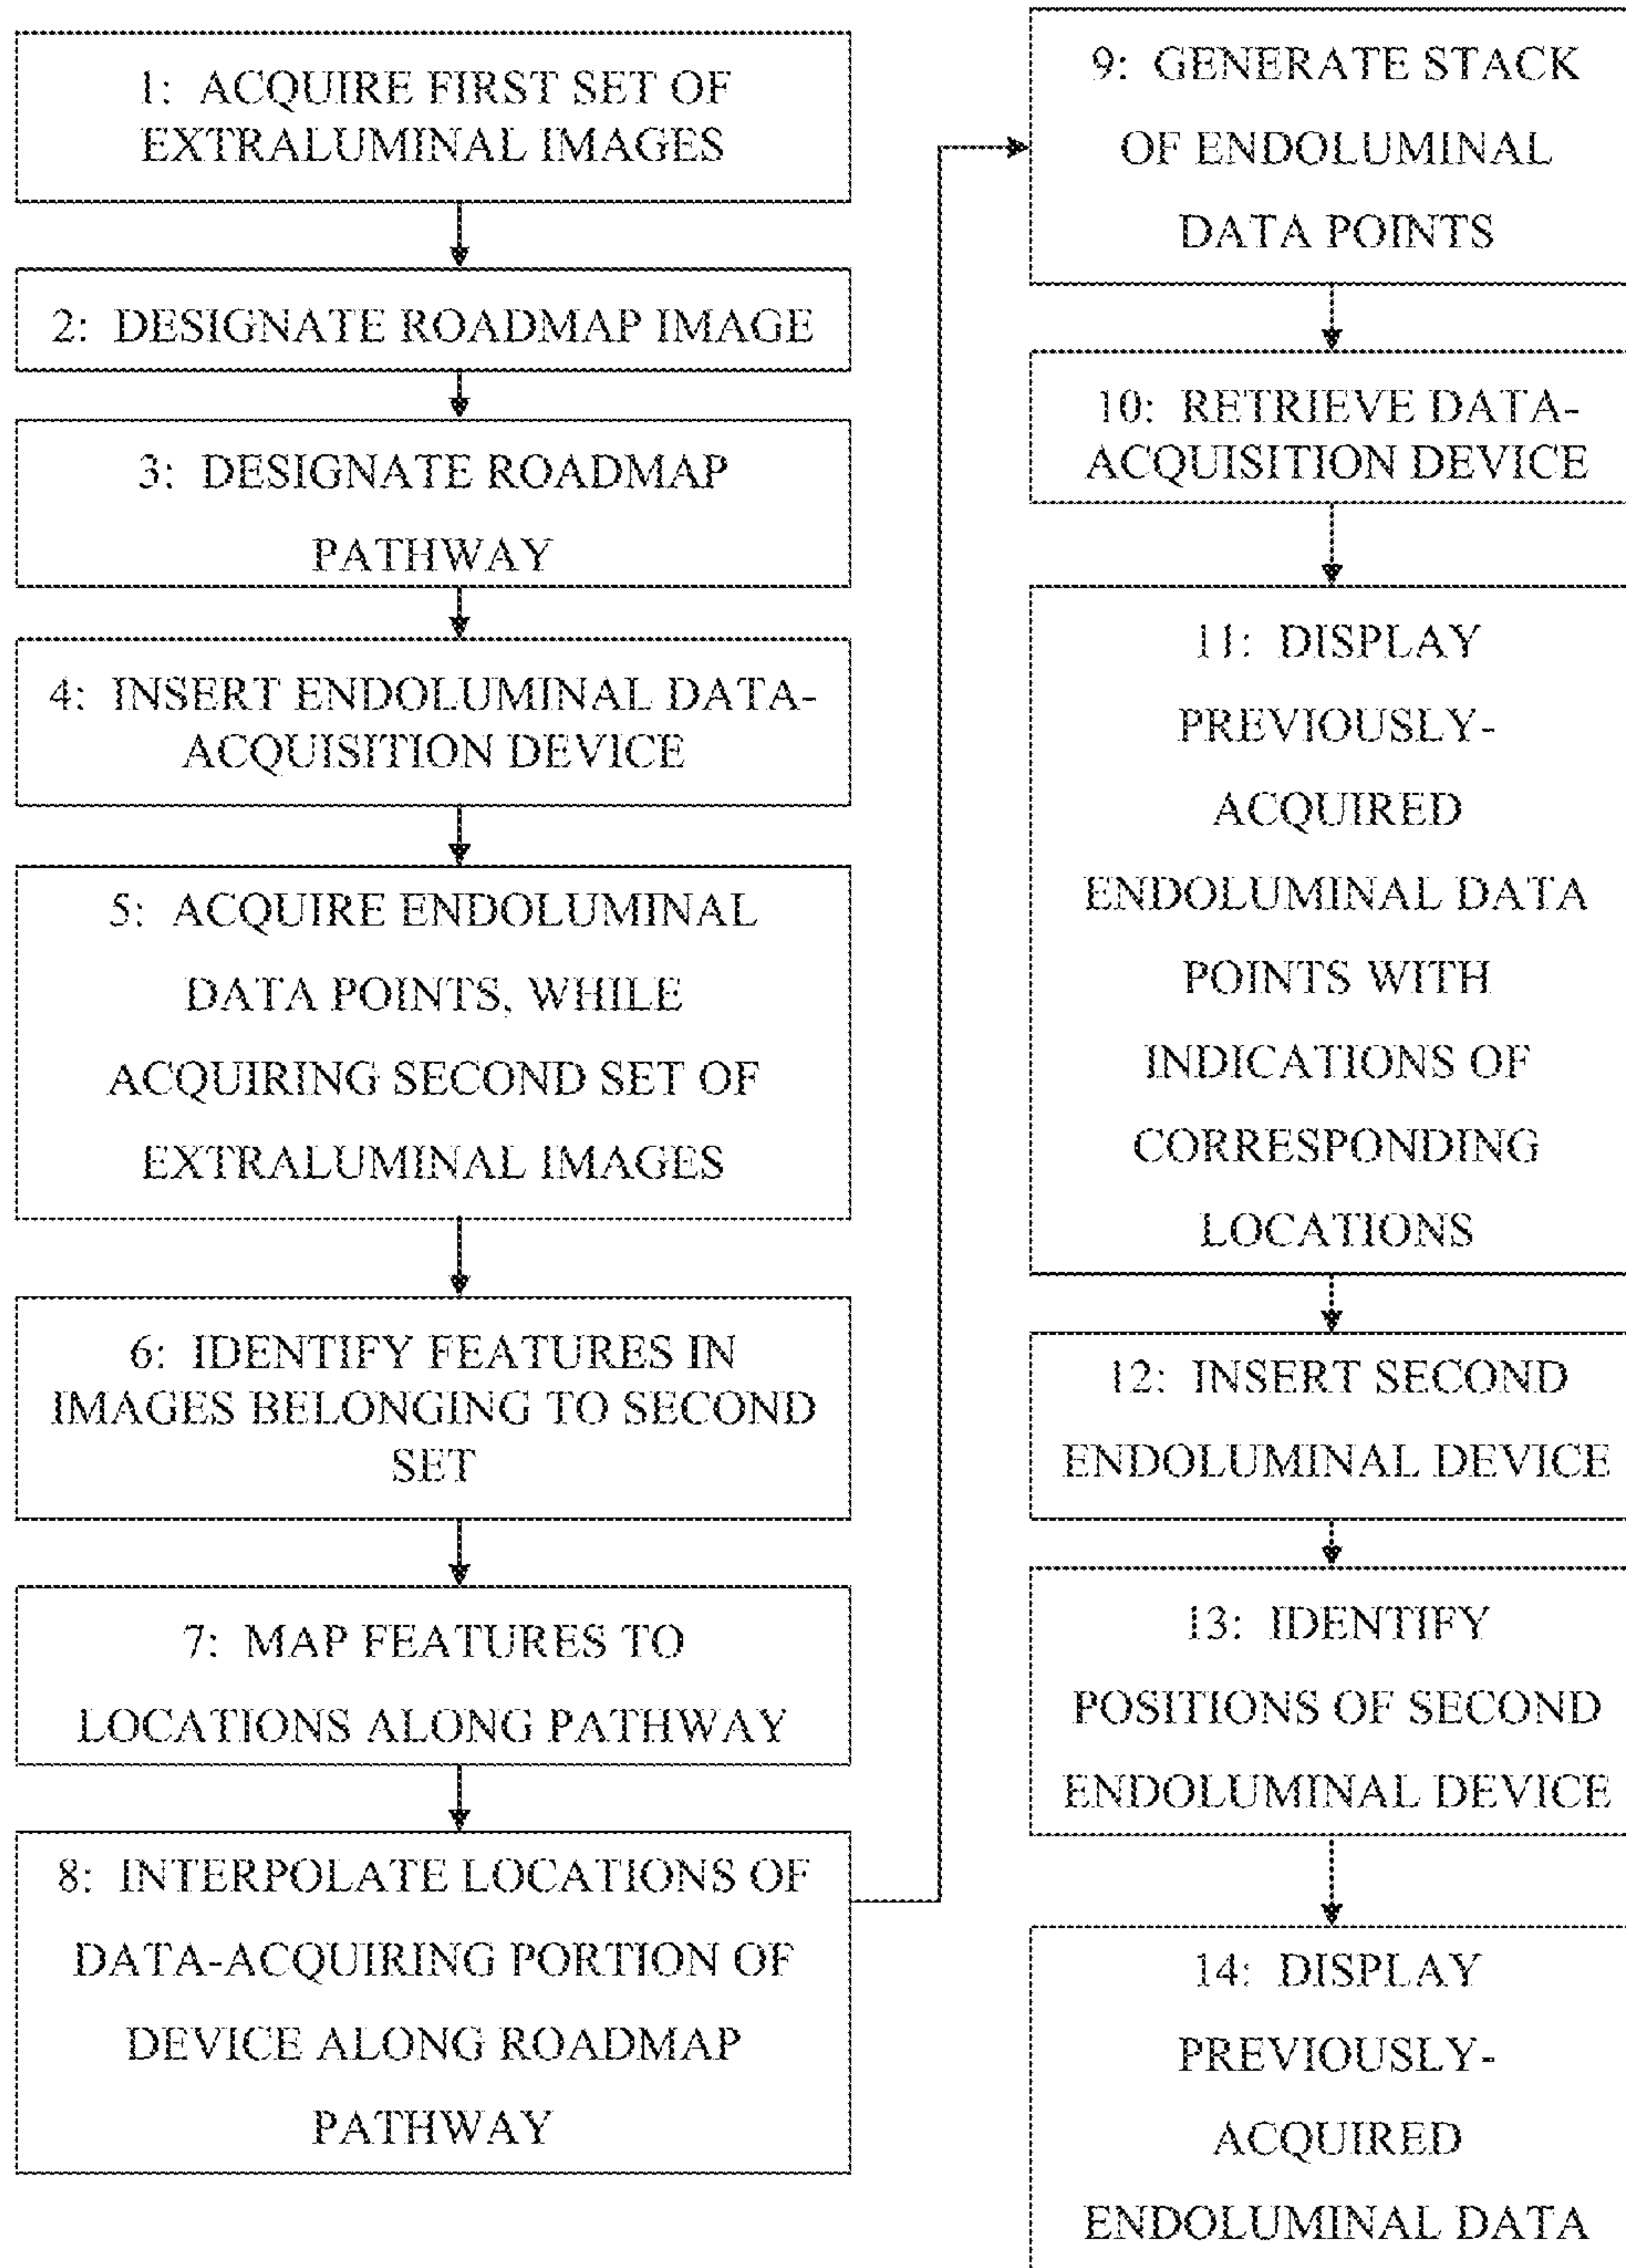 1: ACQUIRE FIRST SET OF
EXTRALUMINAL IMAGES
2: DESIGNATE ROADMAP IMAGE
3: DESIGNATE ROADMAP
PATHWAY
4: INSERT ENDOLUMINAL DATA-
ACQUISITION DEVICE
5: ACQUIRE ENDOLUMINAL
DATA POINTS, WHILE
ACQUIRING SECOND SET OF
EXTRALUMINAL IMAGES
6: IDENTIFY FEATURES IN
IMAGES BELONGING TO SECOND
SET
7: MAP FEATURES TO
LOCATIONS ALONG PATHWAY
8: INTERPOLATE LOCATIONS OF
DATA-ACQUIRING PORTION OF
DEVICE ALONG ROADMAP
PATHWAY
9: GENERATE STACK
OF ENDOLUMINAL
DATA POINTS
10: RETRIEVE DATA-
ACQUISITION DEVICE
11: DISPLAY
PREVIOUSLY-
ACQUIRED
ENDOLUMINAL DATA
POINTS WITH
INDICATIONS OF
CORRESPONDING
LOCATIONS
12: INSERT SECOND
ENDOLUMINAL DEVICE
13: IDENTIFY
POSITIONS OF SECOND
ENDOLUMINAL DEVICE
14: DISPLAY
PREVIOUSLY-
ACQUIRED
ENDOLUMINAL DATA